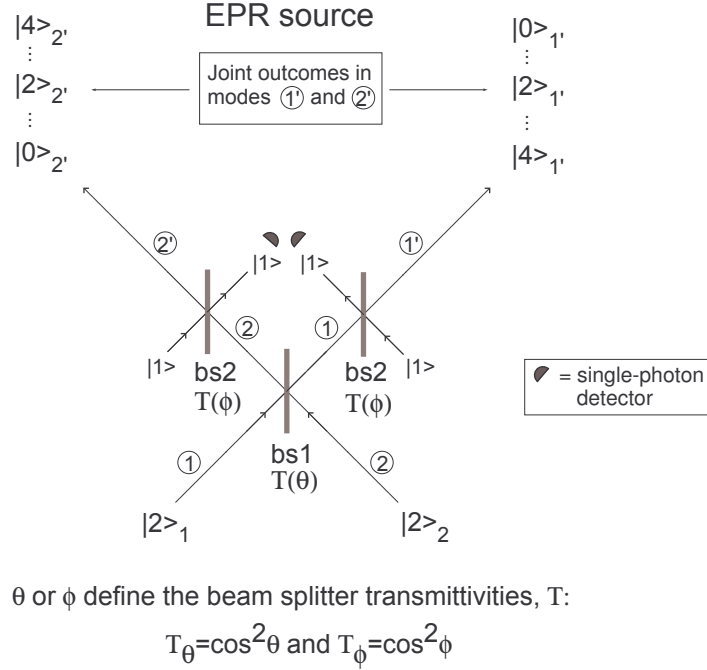 EPR source
|4>2'
⋮
|2>2'
⋮
|0>2'
Joint outcomes in
modes ①' and ②'
|0>1'
⋮
|2>1'
⋮
|4>1'
②'
①'
|1>
|1>
②
①
|1>
|1>
bs2
T(ϕ)
bs2
T(ϕ)
= single-photon
detector
bs1
T(θ)
①
②
|2>1
|2>2
θ or ϕ define the beam splitter transmittivities, T:
Tθ=cos²θ and Tϕ=cos²ϕ